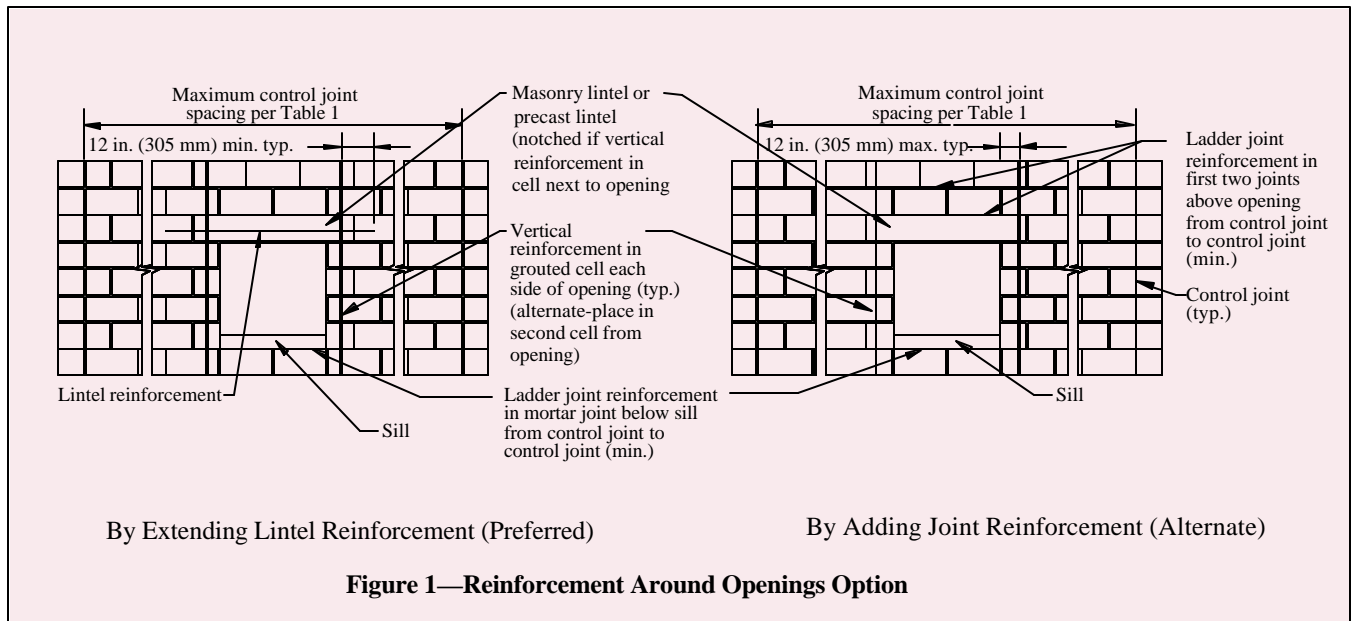 Maximum control joint
spacing per Table 1
12 in. (305 mm) min. typ.
Lintel reinforcement
Sill
Masonry lintel or
precast lintel
(notched if vertical
reinforcement in
cell next to opening
Vertical
reinforcement in
grouted cell each
side of opening (typ.)
(alternate-place in
second cell from
opening)
Ladder joint reinforcement
in mortar joint below sill
from control joint to
control joint (min.)
Maximum control joint
spacing per Table 1
12 in. (305 mm) max. typ.
Ladder joint
reinforcement in
first two joints
above opening
from control joint
to control joint
(min.)
Control joint
(typ.)
Sill
By Extending Lintel Reinforcement (Preferred)
By Adding Joint Reinforcement (Alternate)
Figure 1—Reinforcement Around Openings Option